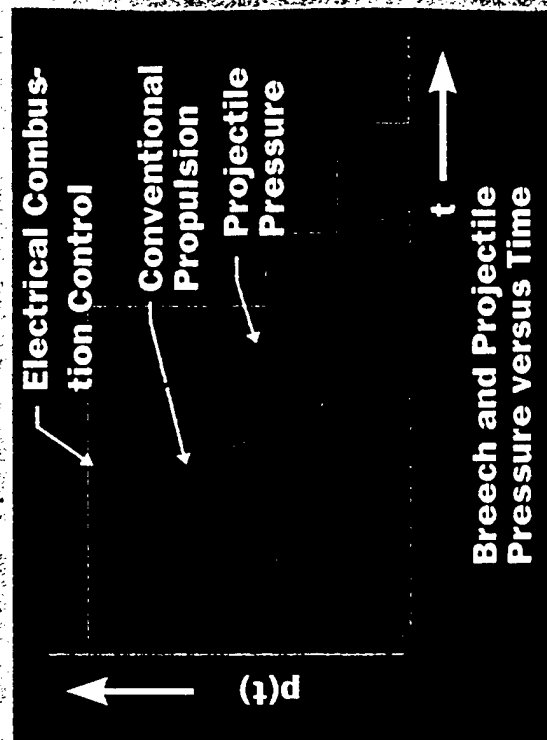 Electrical Combus-
tion Control
Conventional
Propulsion
Projectile
Pressure
p(t)
t
Breech and Projectile
Pressure versus Time